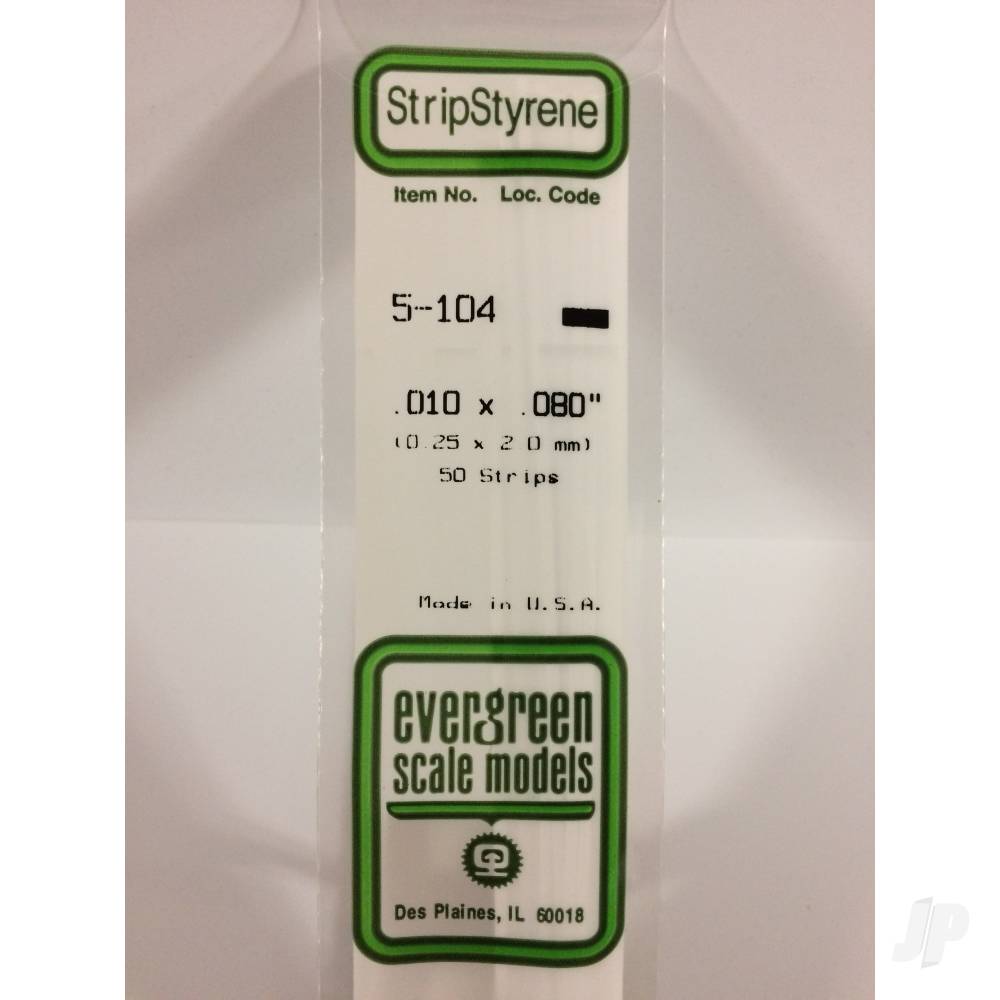 StripStyrene
Item No. Loc. Code
5-104
.010 x .080"
(0.25 x 2.0 mm)
50 Strips
Made in U.S.A.
evergreen
scale models
Des Plaines, IL 60018
JP